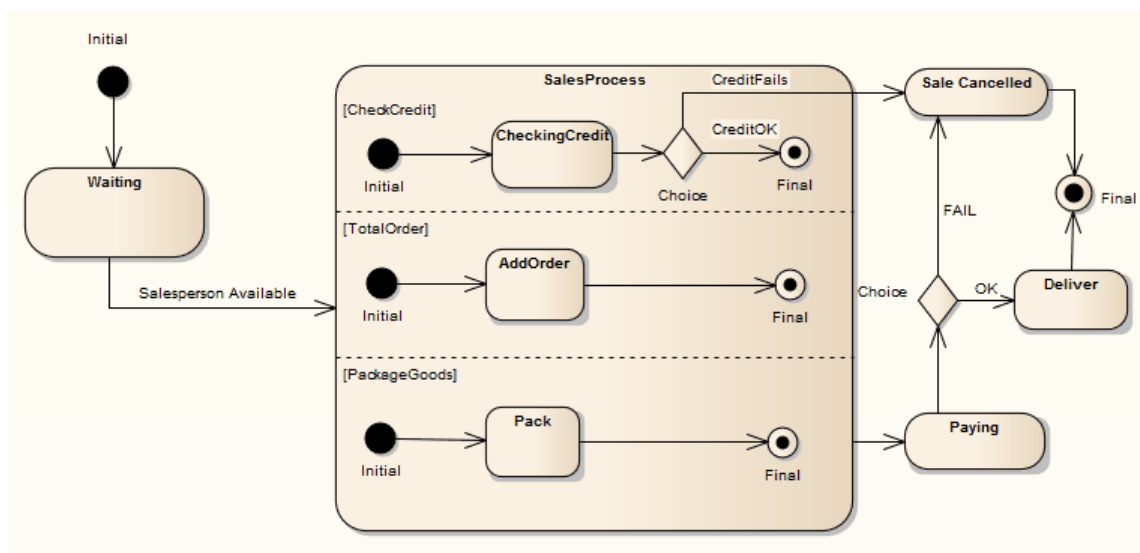 Initial
Waiting
Salesperson Available
SalesProcess
[CheckCredit]
Initial
CheckingCredit
Choice
CreditFails
CreditOK
Final
[TotalOrder]
Initial
AddOrder
Final
[PackageGoods]
Initial
Pack
Final
Sale Cancelled
FAIL
Choice
OK
Deliver
Final
Paying